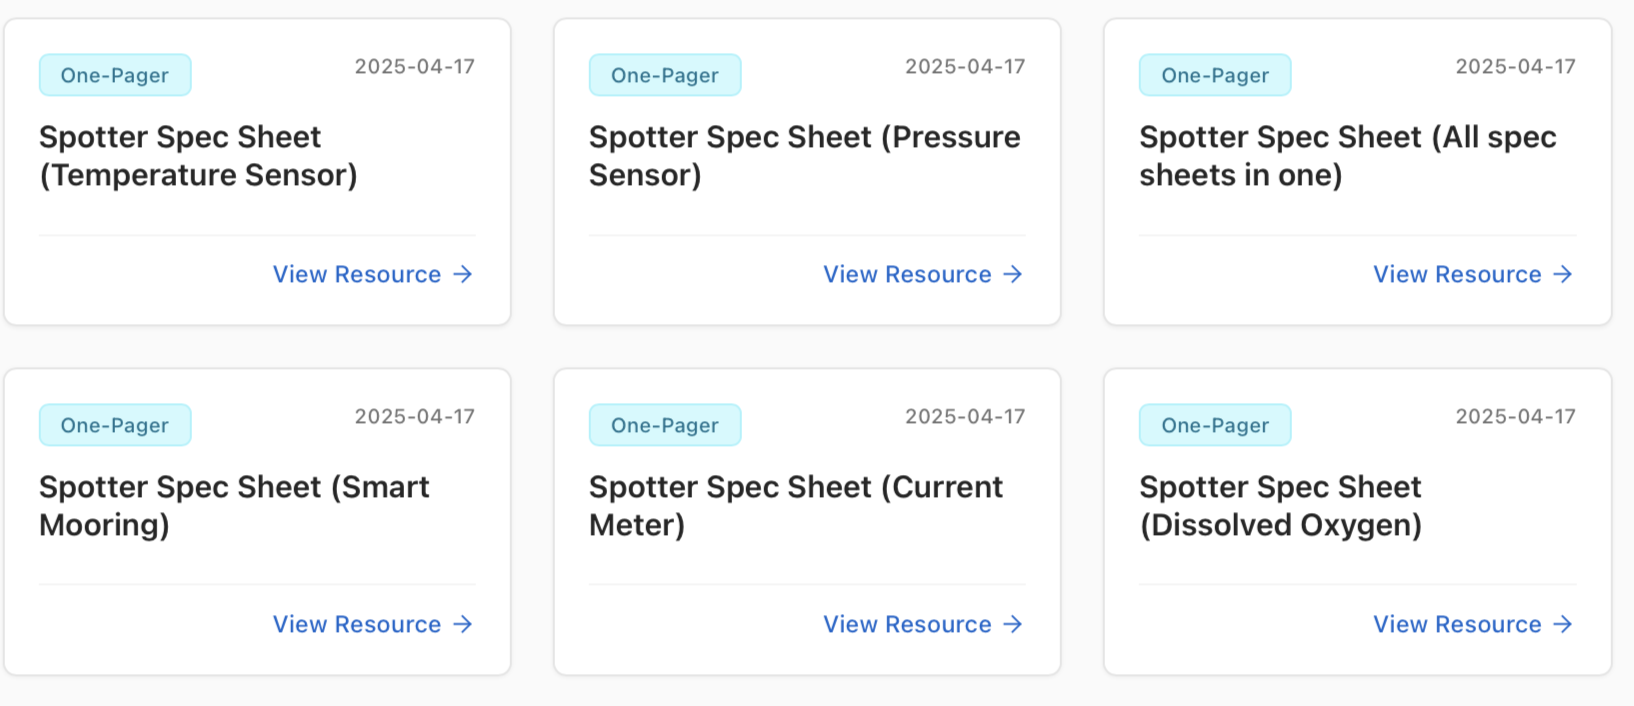 One-Pager
2025-04-17
Spotter Spec Sheet
(Temperature Sensor)
View Resource →
One-Pager
2025-04-17
Spotter Spec Sheet (Pressure
Sensor)
View Resource →
One-Pager
2025-04-17
Spotter Spec Sheet (All spec
sheets in one)
View Resource →
One-Pager
2025-04-17
Spotter Spec Sheet (Smart
Mooring)
View Resource →
One-Pager
2025-04-17
Spotter Spec Sheet (Current
Meter)
View Resource →
One-Pager
2025-04-17
Spotter Spec Sheet
(Dissolved Oxygen)
View Resource →